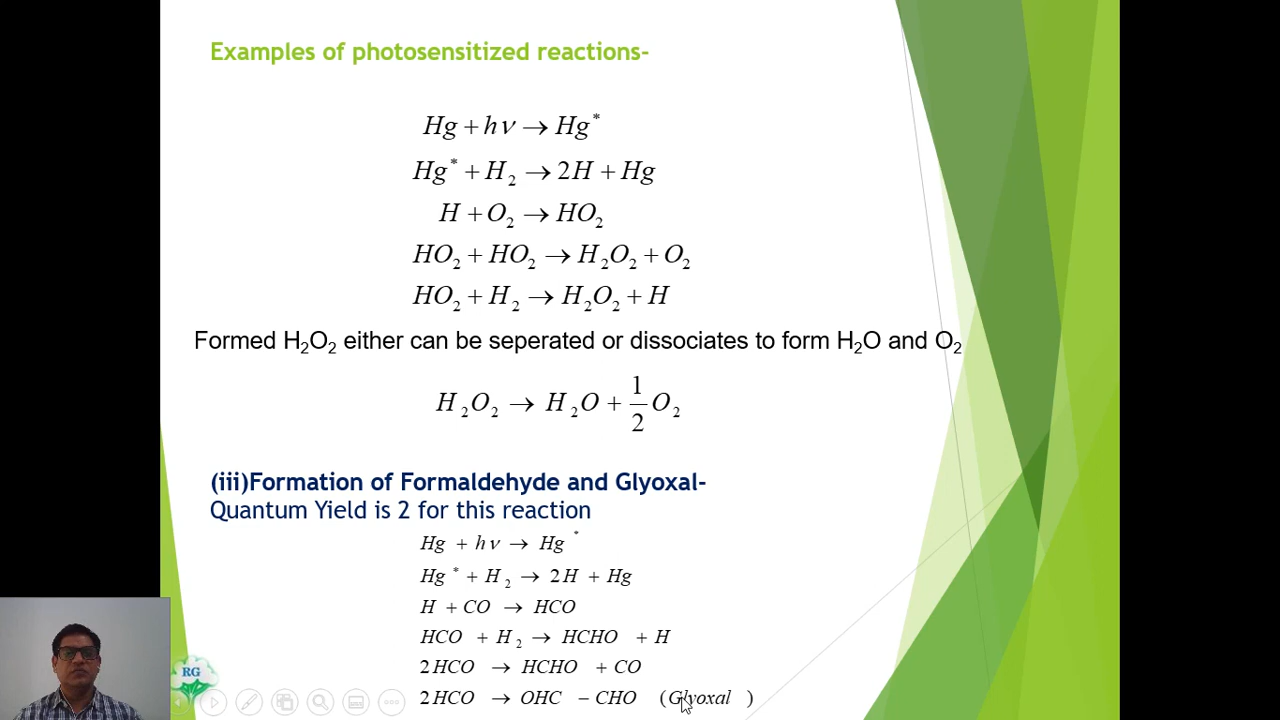 Examples of photosensitized reactions-
Hg + hν → Hg*
Hg* + H₂ → 2H + Hg
H + O₂ → HO₂
HO₂ + HO₂ → H₂O₂ + O₂
HO₂ + H₂ → H₂O₂ + H
Formed H₂O₂ either can be seperated or dissociates to form H₂O and O₂
H₂O₂ → H₂O + 1/2 O₂
(iii)Formation of Formaldehyde and Glyoxal-
Quantum Yield is 2 for this reaction
Hg + hν → Hg*
Hg* + H₂ → 2H + Hg
H + CO → HCO
HCO + H₂ → HCHO + H
2HCO → HCHO + CO
2HCO → OHC − CHO (Glyoxal)
RG